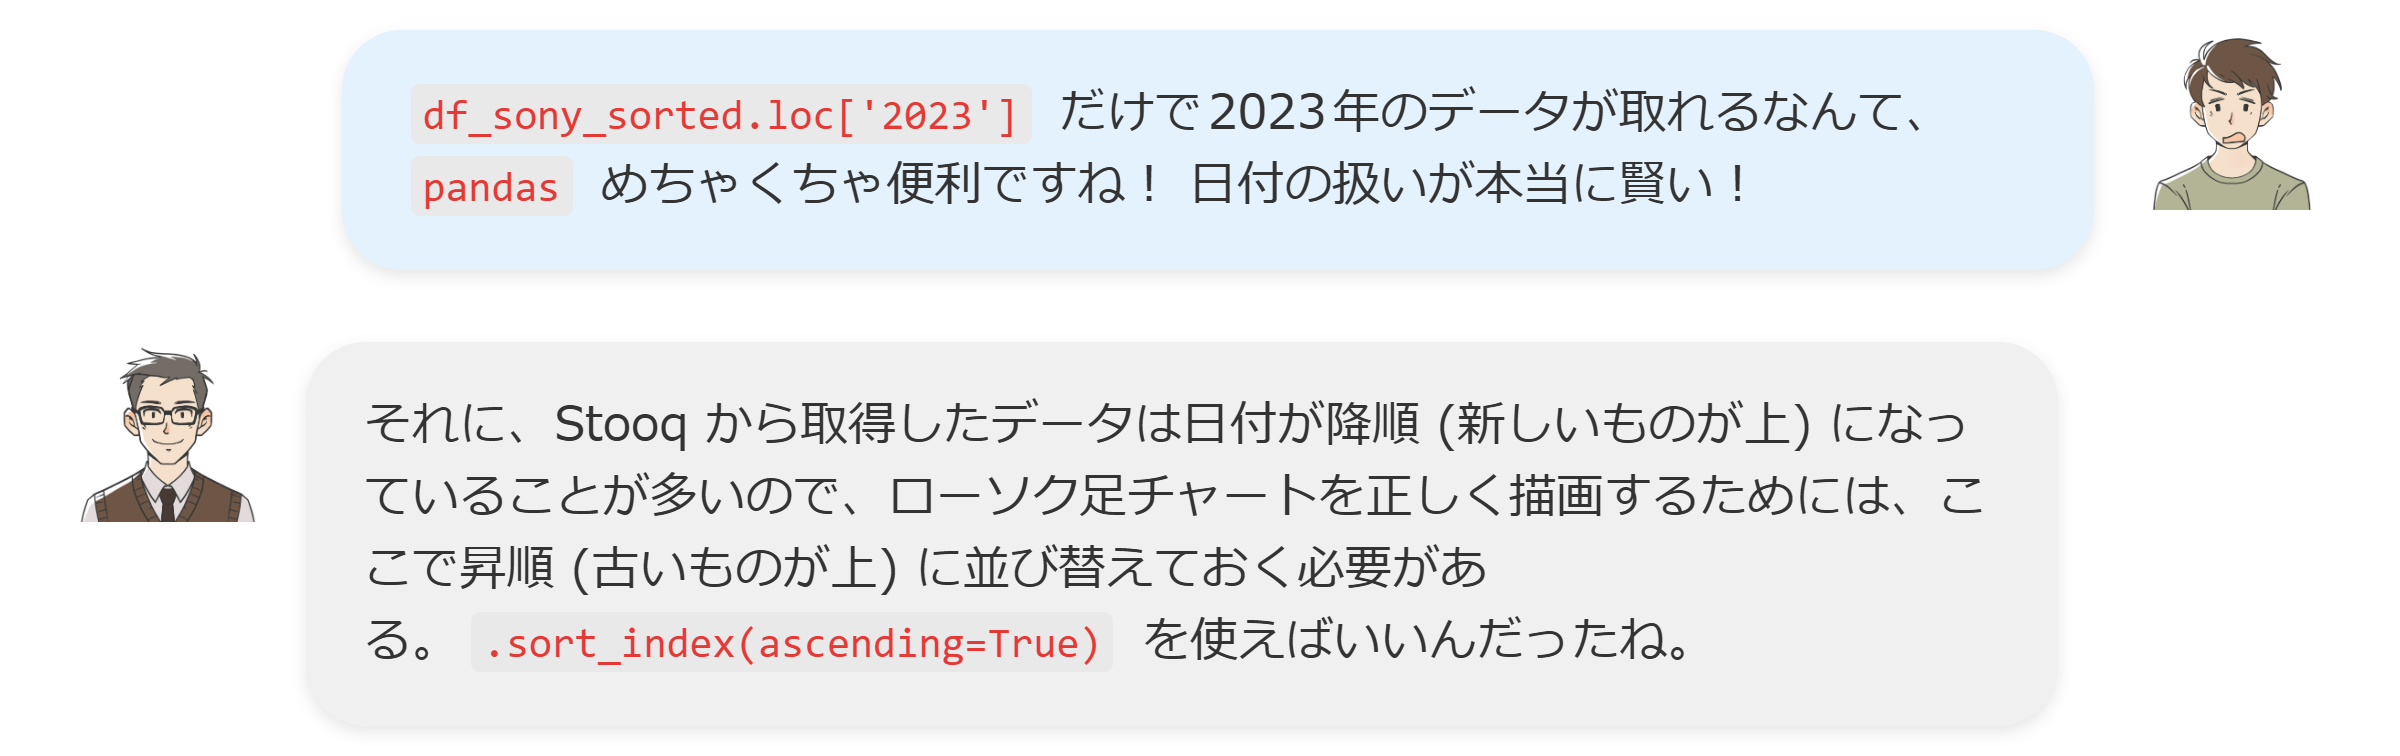 df_sony_sorted.loc['2023'] だけで2023年のデータが取れるなんて、
pandas めちゃくちゃ便利ですね！ 日付の扱いが本当に賢い！
それに、Stooq から取得したデータは日付が降順 (新しいものが上) になっ
ていることが多いので、ローソク足チャートを正しく描画するためには、こ
こで昇順 (古いものが上) に並び替えておく必要があ
る。 .sort_index(ascending=True) を使えばいいんだったね。